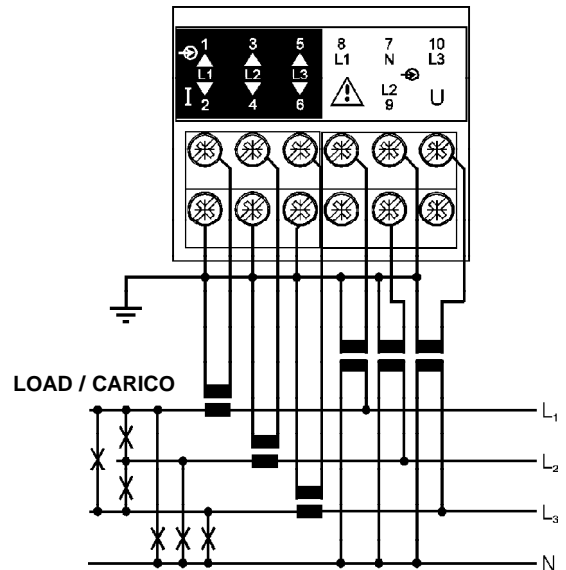 1 3 5 8 7 10
L1 N L3
L1 L2 L3
I L2 U
2 4 6 9
LOAD / CARICO
L1
L2
L3
N